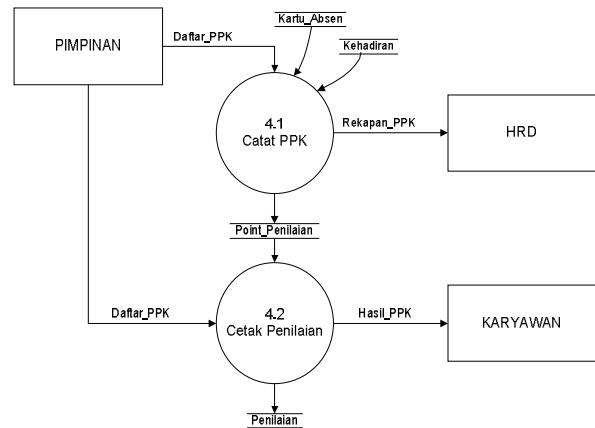 Kartu_Absen
PIMPINAN
Daftar_PPK
Kehadiran
4.1
Catat PPK
Rekapan_PPK
HRD
Point_Penilaian
Daftar_PPK
4.2
Cetak Penilaian
Hasil_PPK
KARYAWAN
Penilaian